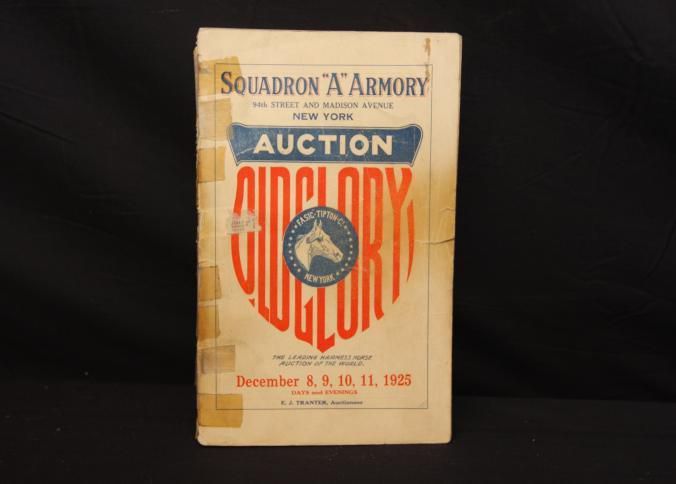 SQUADRON "A" ARMORY
94th STREET AND MADISON AVENUE
NEW YORK
AUCTION
OLD GLORY
FASIG-TIPTON-CO
NEW YORK
THE LEADING HARNESS HORSE
AUCTION OF THE WORLD.
December 8, 9, 10, 11, 1925
DAYS and EVENINGS
E. J. TRANTER, Auctioneer